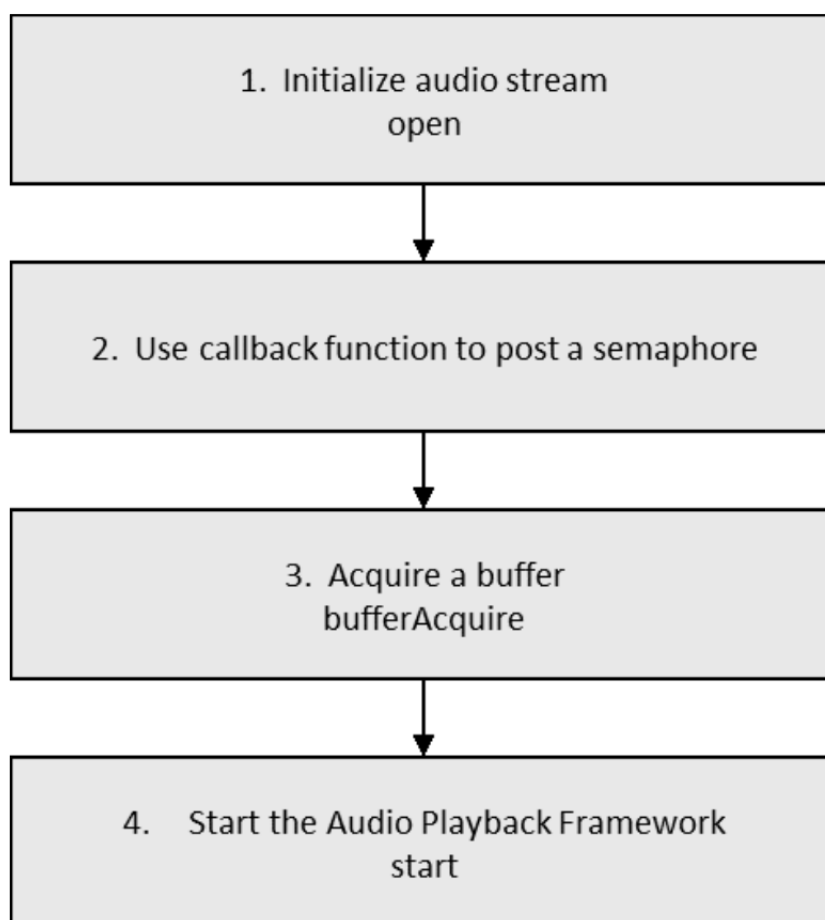 1. Initialize audio stream
open
2. Use callback function to post a semaphore
3. Acquire a buffer
bufferAcquire
4. Start the Audio Playback Framework
start